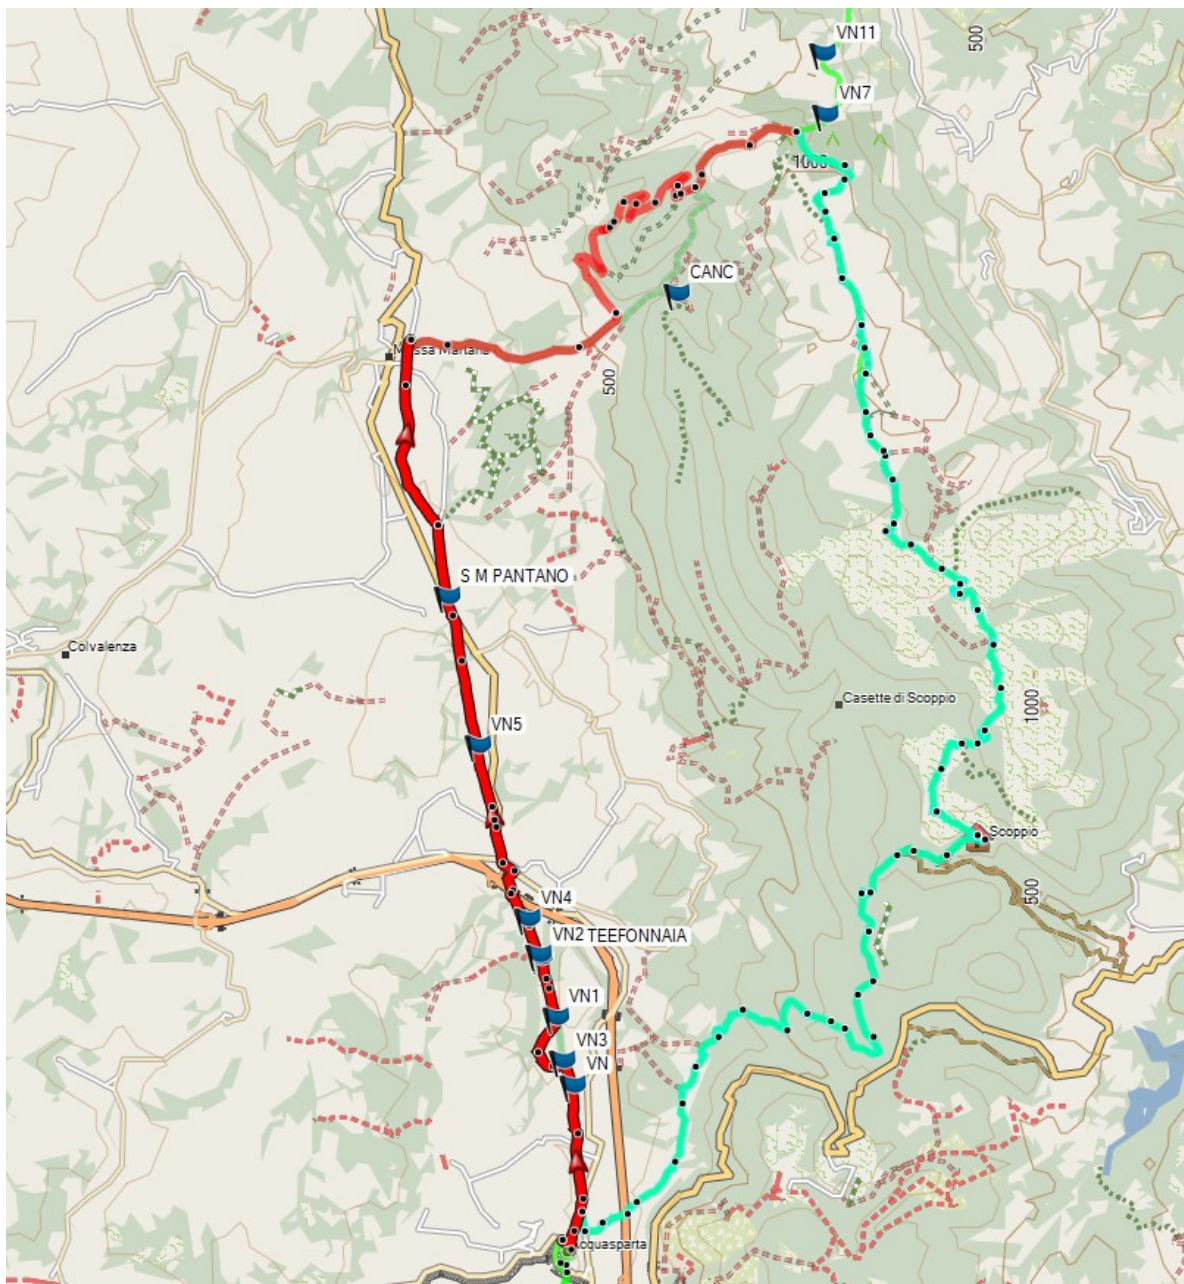 VN11
500
VN7
1000
CANC
Massa Martana
500
S M PANTANO
Colvalenza
Casette di Scoppio
1000
VN5
Scoppio
500
VN4
VN2 TEEFONNAIA
VN1
VN3
VN
Acquasparta